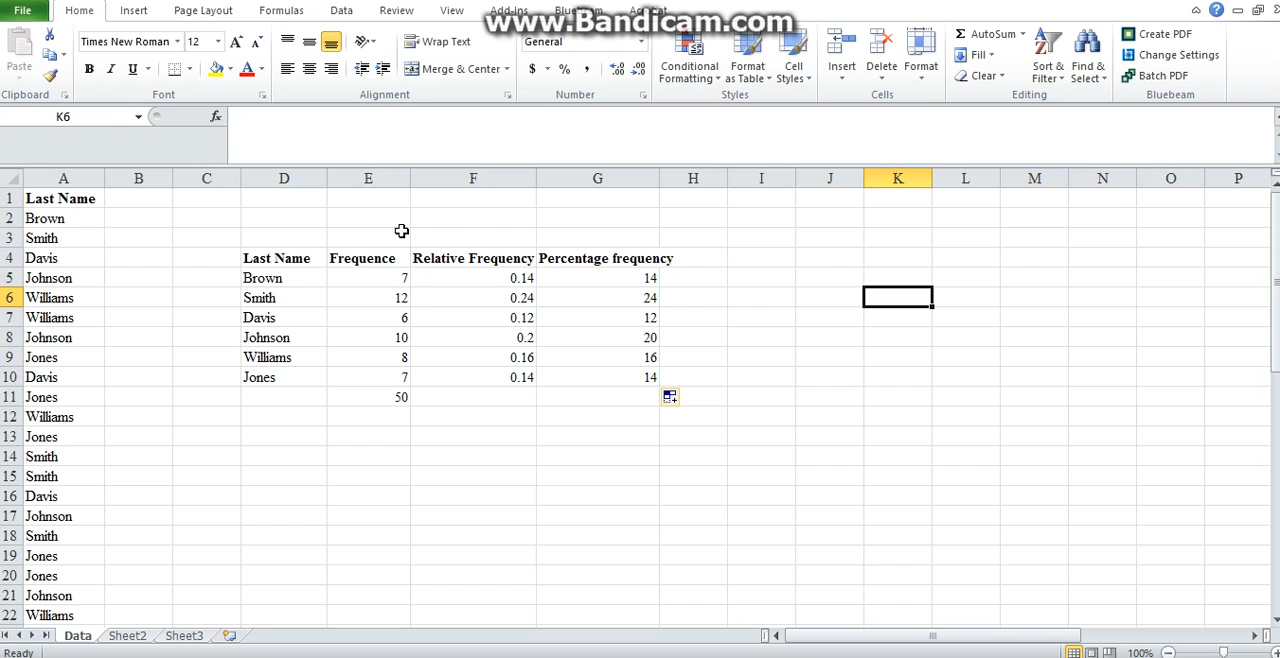 File Home Insert Page Layout Formulas Data Review View Add-Ins
www.Bandicam.com
Times New Roman 12 Wrap Text General AutoSum Create PDF
Paste B I U Merge & Center $ % , Conditional Formatting Format as Table Cell Styles Insert Delete Format Fill Clear Sort & Filter Find & Select Change Settings
Batch PDF
Clipboard Font Alignment Number Styles Cells Editing Bluebeam
K6 fx
A B C D E F G H I J K L M N O P
1 Last Name
2 Brown
3 Smith
4 Davis Last Name Frequence Relative Frequency Percentage frequency
5 Johnson Brown 7 0.14 14
6 Williams Smith 12 0.24 24
7 Williams Davis 6 0.12 12
8 Johnson Johnson 10 0.2 20
9 Jones Williams 8 0.16 16
10 Davis Jones 7 0.14 14
11 Jones 50
12 Williams
13 Jones
14 Smith
15 Smith
16 Davis
17 Johnson
18 Smith
19 Jones
20 Jones
21 Johnson
22 Williams
Data Sheet2 Sheet3
Ready 100%